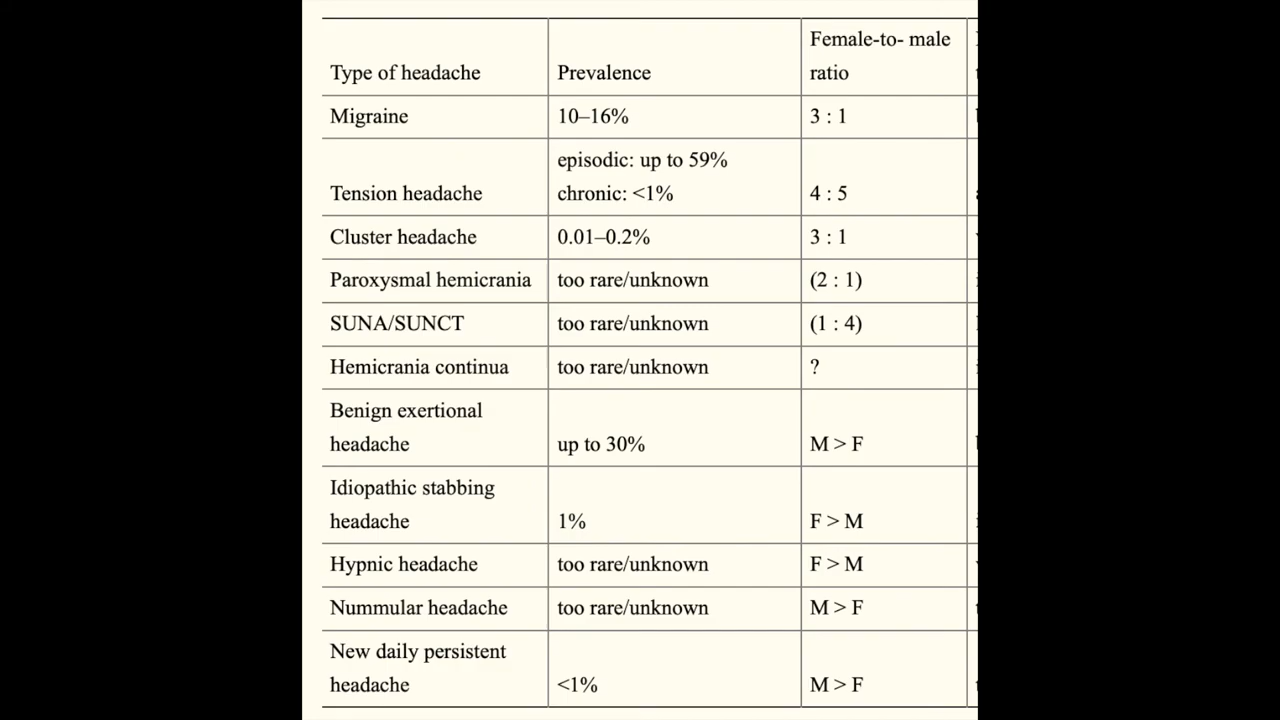 Type of headache Prevalence Female-to- male
ratio
Migraine 10–16% 3 : 1
episodic: up to 59%
Tension headache chronic: <1% 4 : 5
Cluster headache 0.01–0.2% 3 : 1
Paroxysmal hemicrania too rare/unknown (2 : 1)
SUNA/SUNCT too rare/unknown (1 : 4)
Hemicrania continua too rare/unknown ?
Benign exertional
headache up to 30% M > F
Idiopathic stabbing
headache 1% F > M
Hypnic headache too rare/unknown F > M
Nummular headache too rare/unknown M > F
New daily persistent
headache <1% M > F